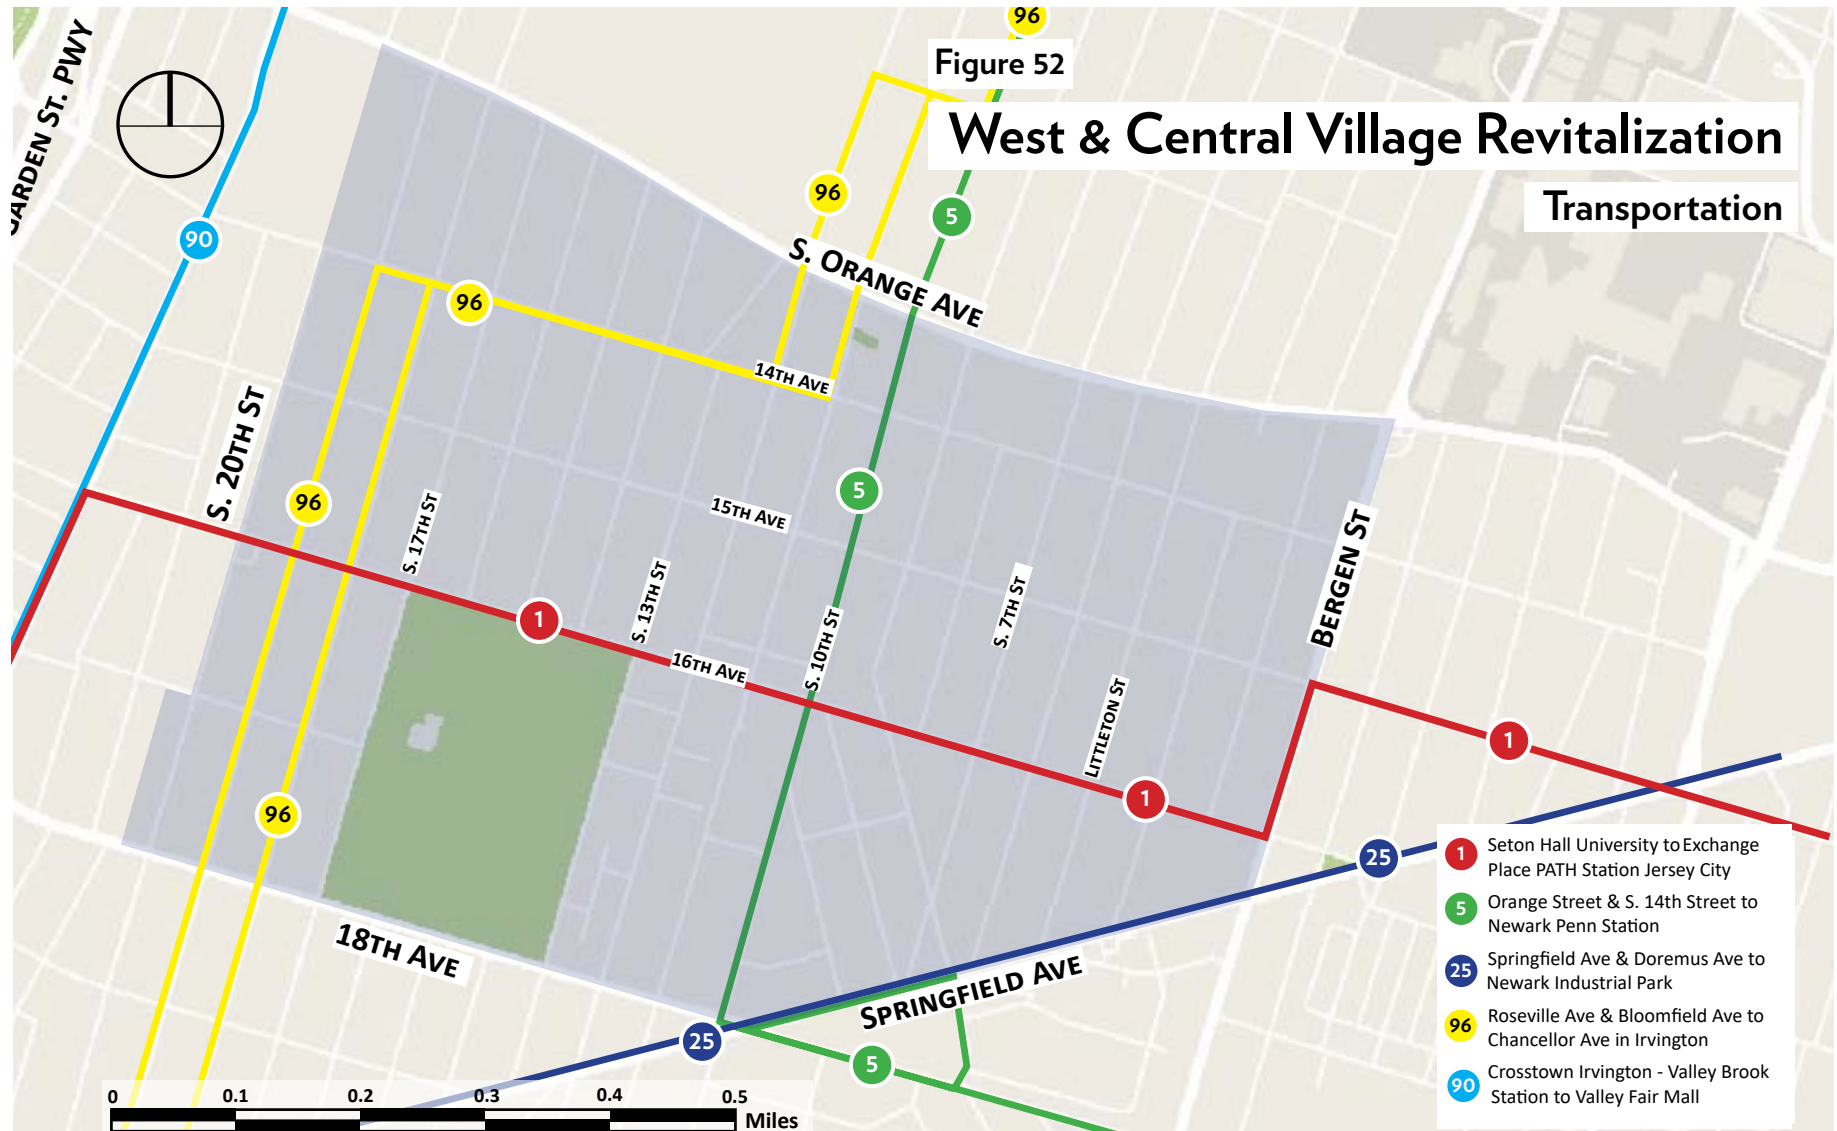 96
Figure 52
West & Central Village Revitalization
Transportation
GARDEN ST. PWY
90
96
5
S. ORANGE AVE
96
14TH AVE
S. 20TH ST
96
5
S. 17TH ST
15TH AVE
BERGEN ST
S. 13TH ST
S. 7TH ST
1
S. 10TH ST
16TH AVE
LITTLETON ST
1
1
96
25
18TH AVE
SPRINGFIELD AVE
25
5
1 Seton Hall University to Exchange
Place PATH Station Jersey City
5 Orange Street & S. 14th Street to
Newark Penn Station
25 Springfield Ave & Doremus Ave to
Newark Industrial Park
96 Roseville Ave & Bloomfield Ave to
Chancellor Ave in Irvington
90 Crosstown Irvington - Valley Brook
Station to Valley Fair Mall
0 0.1 0.2 0.3 0.4 0.5
Miles